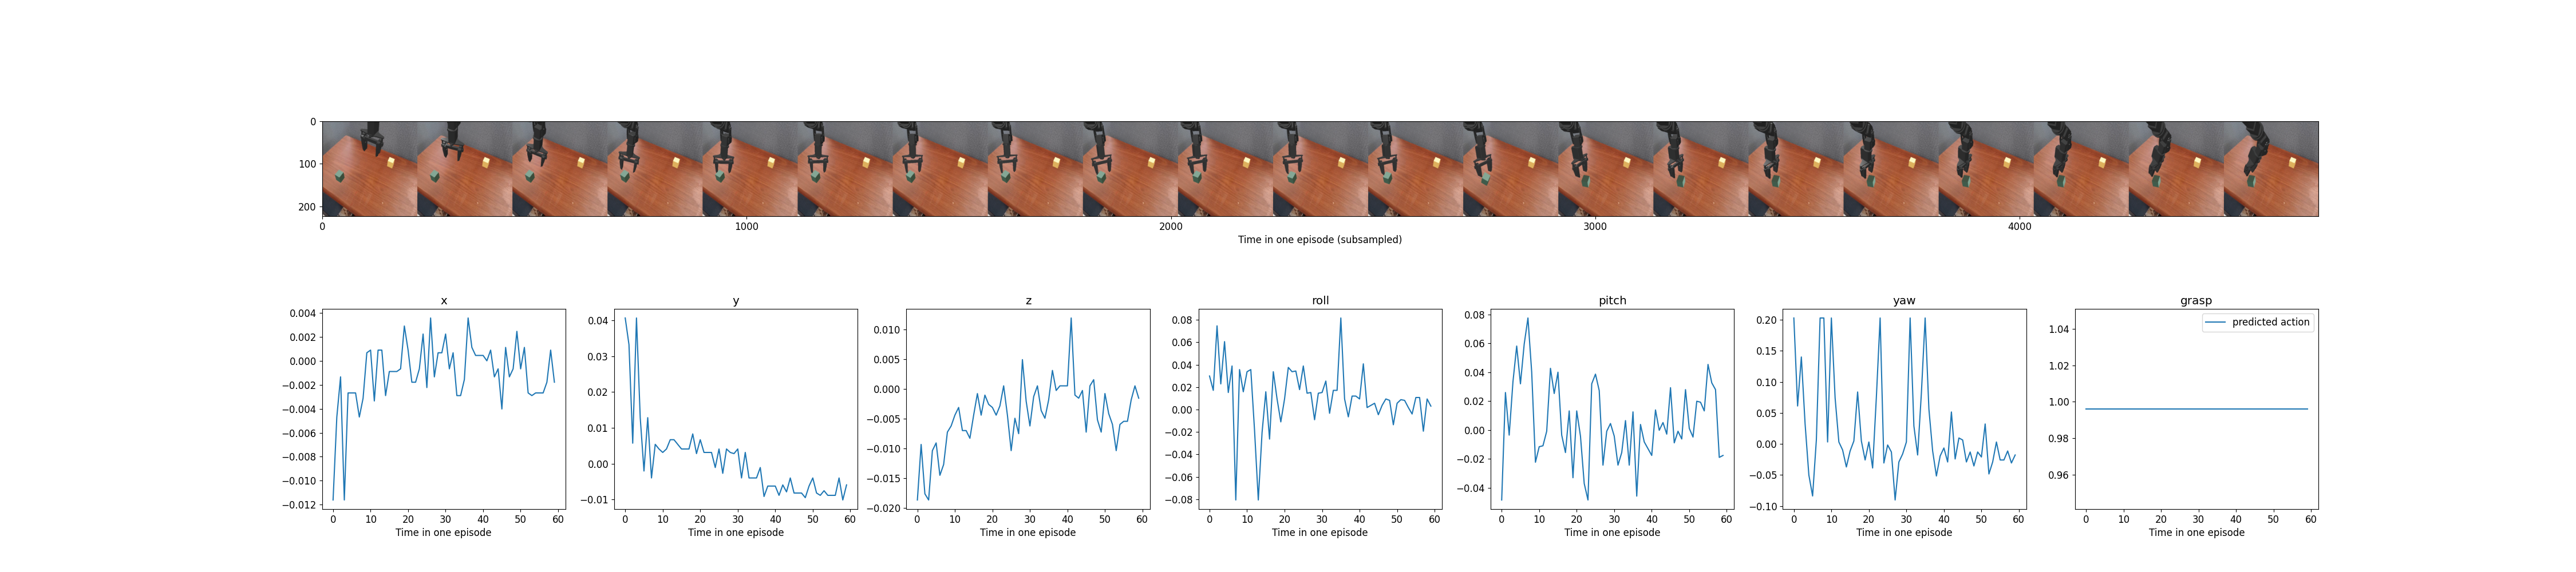 0
100
200
0 1000 2000 3000 4000
Time in one episode (subsampled)
x y z roll pitch yaw grasp
0.004
0.002
0.000
−0.002
−0.004
−0.006
−0.008
−0.010
−0.012
0 10 20 30 40 50 60
Time in one episode
0.04
0.03
0.02
0.01
0.00
−0.01
0 10 20 30 40 50 60
Time in one episode
0.010
0.005
0.000
−0.005
−0.010
−0.015
−0.020
0 10 20 30 40 50 60
Time in one episode
0.08
0.06
0.04
0.02
0.00
−0.02
−0.04
−0.06
−0.08
0 10 20 30 40 50 60
Time in one episode
0.08
0.06
0.04
0.02
0.00
−0.02
−0.04
0 10 20 30 40 50 60
Time in one episode
0.20
0.15
0.10
0.05
0.00
−0.05
−0.10
0 10 20 30 40 50 60
Time in one episode
predicted action
1.04
1.02
1.00
0.98
0.96
0 10 20 30 40 50 60
Time in one episode